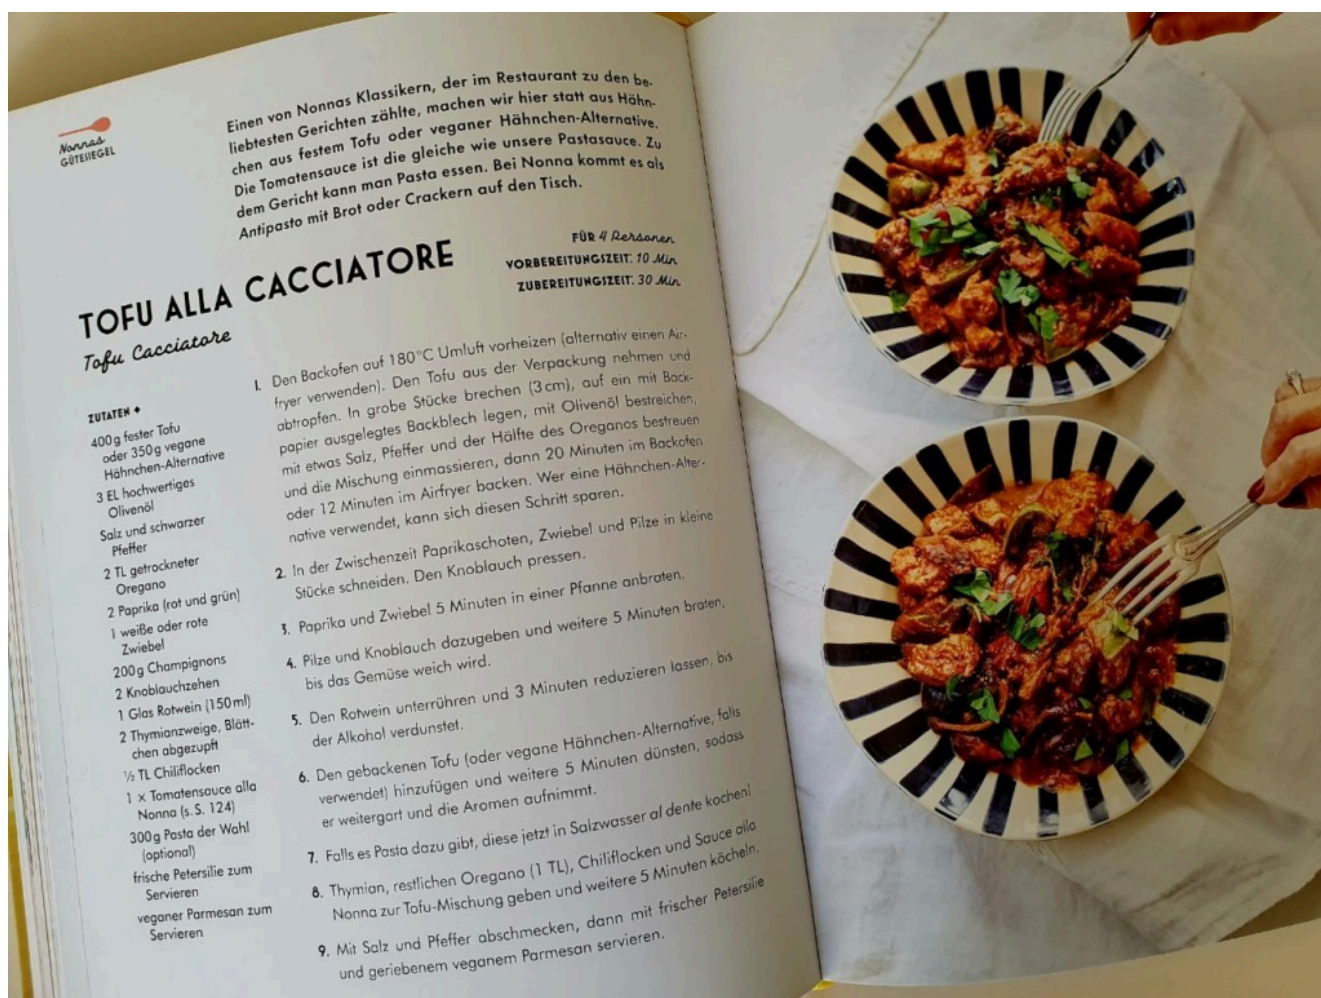 Nonnas
GÜTESIEGEL
Einen von Nonnas Klassikern, der im Restaurant zu den be-
liebtesten Gerichten zählte, machen wir hier statt aus Hähn-
chen aus festem Tofu oder veganer Hähnchen-Alternative.
Die Tomatensauce ist die gleiche wie unsere Pastasauce. Zu
dem Gericht kann man Pasta essen. Bei Nonna kommt es als
Antipasto mit Brot oder Crackern auf den Tisch.
TOFU ALLA CACCIATORE
Tofu Cacciatore
FÜR 4 Personen
VORBEREITUNGSZEIT: 10 Min.
ZUBEREITUNGSZEIT: 30 Min.
ZUTATEN
400 g fester Tofu
oder 350 g vegane
Hähnchen-Alternative
3 EL hochwertiges
Olivenöl
Salz und schwarzer
Pfeffer
2 TL getrockneter
Oregano
2 Paprika (rot und grün)
1 weiße oder rote
Zwiebel
200 g Champignons
2 Knoblauchzehen
1 Glas Rotwein (150 ml)
2 Thymianzweige, Blätt-
chen abgezupft
½ TL Chiliflocken
1 x Tomatensauce alla
Nonna (s. S. 124)
300 g Pasta der Wahl
(optional)
frische Petersilie zum
Servieren
veganer Parmesan zum
Servieren
1. Den Backofen auf 180 °C Umluft vorheizen (alternativ einen Air-
fryer verwenden). Den Tofu aus der Verpackung nehmen und
abtropfen. In grobe Stücke brechen (3 cm), auf ein mit Back-
papier ausgelegtes Backblech legen, mit Olivenöl bestreichen,
mit etwas Salz, Pfeffer und der Hälfte des Oreganos bestreuen
und die Mischung einmassieren, dann 20 Minuten im Backofen
oder 12 Minuten im Airfryer backen. Wer eine Hähnchen-Alter-
native verwendet, kann sich diesen Schritt sparen.
2. In der Zwischenzeit Paprikaschoten, Zwiebel und Pilze in kleine
Stücke schneiden. Den Knoblauch pressen.
3. Paprika und Zwiebel 5 Minuten in einer Pfanne anbraten.
4. Pilze und Knoblauch dazugeben und weitere 5 Minuten braten,
bis das Gemüse weich wird.
5. Den Rotwein unterrühren und 3 Minuten reduzieren lassen, bis
der Alkohol verdunstet.
6. Den gebackenen Tofu (oder vegane Hähnchen-Alternative, falls
verwendet) hinzufügen und weitere 5 Minuten dünsten, sodass
er weitergart und die Aromen aufnimmt.
7. Falls es Pasta dazu gibt, diese jetzt in Salzwasser al dente kochen!
8. Thymian, restlichen Oregano (1 TL), Chiliflocken und Sauce alla
Nonna zur Tofu-Mischung geben und weitere 5 Minuten köcheln.
9. Mit Salz und Pfeffer abschmecken, dann mit frischer Petersilie
und geriebenem veganem Parmesan servieren.